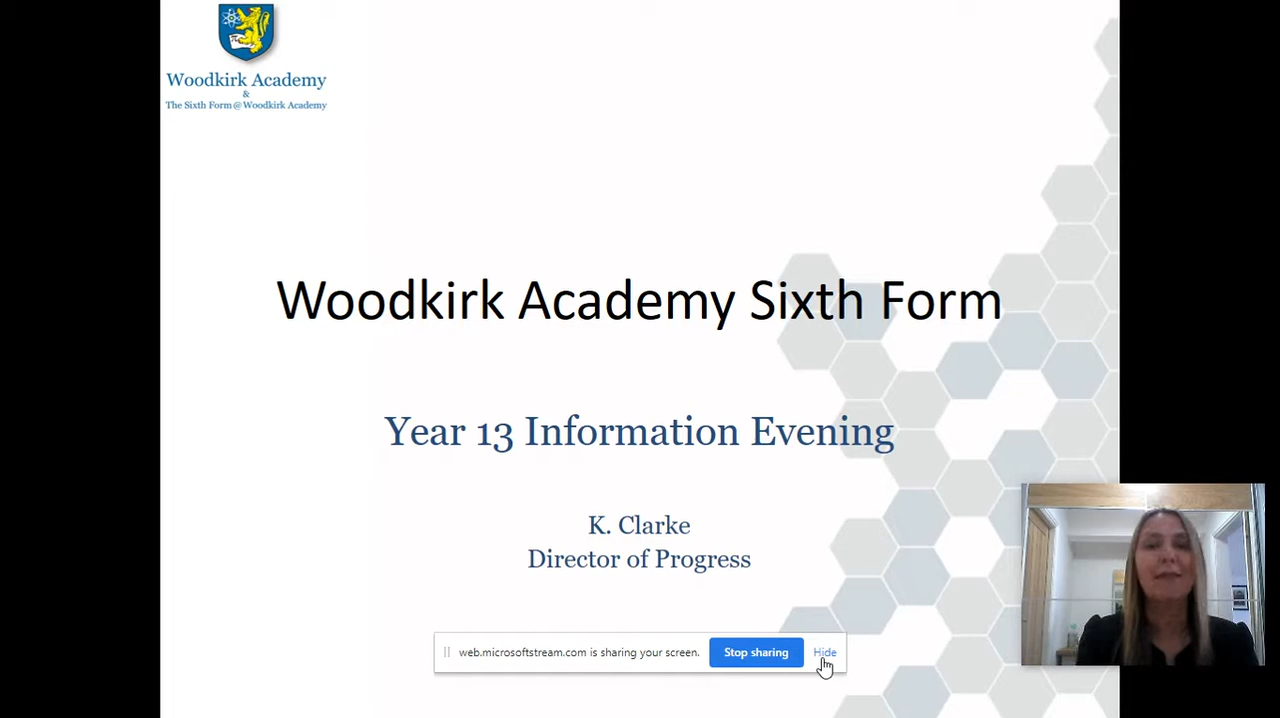 Woodkirk Academy
&
The Sixth Form @ Woodkirk Academy
Woodkirk Academy Sixth Form
Year 13 Information Evening
K. Clarke
Director of Progress
web.microsoftstream.com is sharing your screen.
Stop sharing
Hide